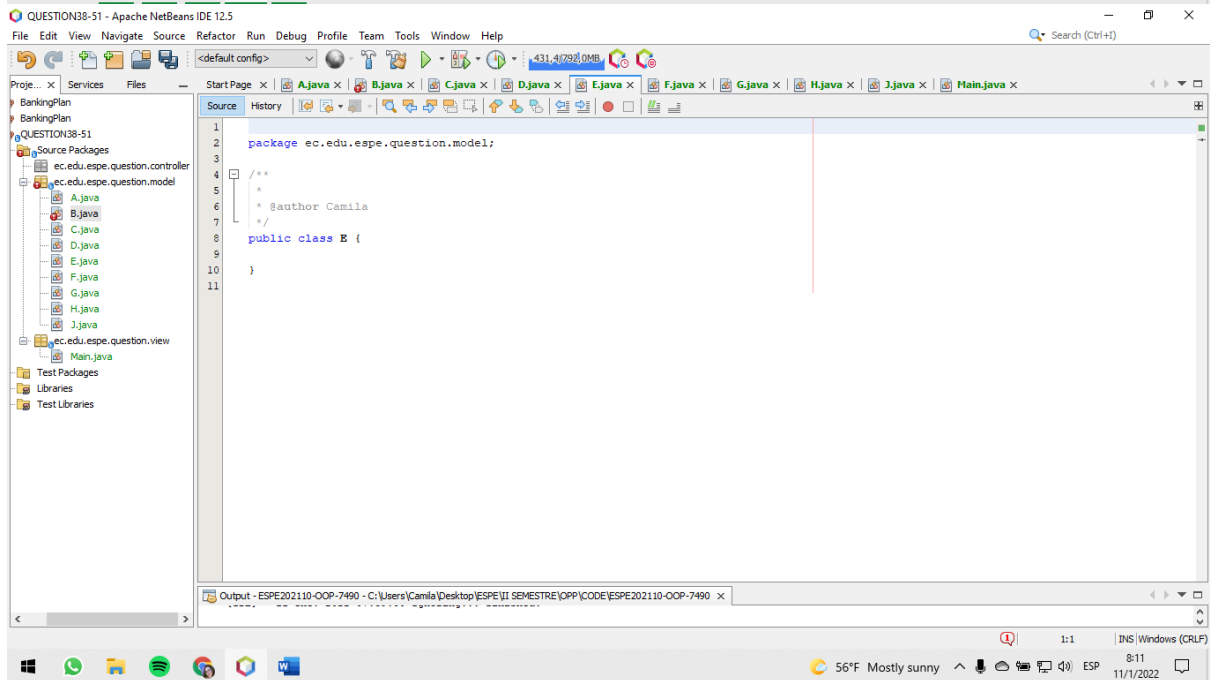 QUESTION38-51 - Apache NetBeans IDE 12.5
File Edit View Navigate Source Refactor Run Debug Profile Team Tools Window Help
Search (Ctrl+I)
<default config>
431,4/792,0MB
Proje... Services Files
Start Page A.java B.java C.java D.java E.java F.java G.java H.java J.java Main.java
BankingPlan
BankingPlan
QUESTION38-51
Source Packages
ec.edu.espe.question.controller
ec.edu.espe.question.model
A.java
B.java
C.java
D.java
E.java
F.java
G.java
H.java
J.java
ec.edu.espe.question.view
Main.java
Test Packages
Libraries
Test Libraries
Source History
1
2 package ec.edu.espe.question.model;
3
4 /**
5 *
6 * @author Camila
7 */
8 public class E {
9
10 }
11
Output - ESPE202110-OOP-7490 - C:\Users\Camila\Desktop\ESPE\II SEMESTRE\OPP\CODE\ESPE202110-OOP-7490
1 1:1 INS Windows (CRLF)
56°F Mostly sunny ESP 8:11
11/1/2022